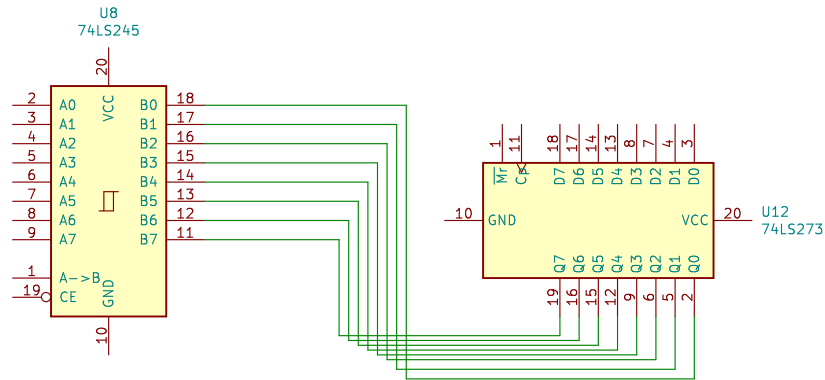 U8
74LS245
20
VCC
2 A0 B0 18
3 A1 B1 17
4 A2 B2 16
5 A3 B3 15
6 A4 B4 14
7 A5 B5 13
8 A6 B6 12
9 A7 B7 11
1 A->B
19 CE
GND
10
1 11 18 17 14 13 8 7 4 3
Mr Cp D7 D6 D5 D4 D3 D2 D1 D0
10 GND VCC 20
U12
74LS273
Q7 Q6 Q5 Q4 Q3 Q2 Q1 Q0
19 16 15 12 9 6 5 2